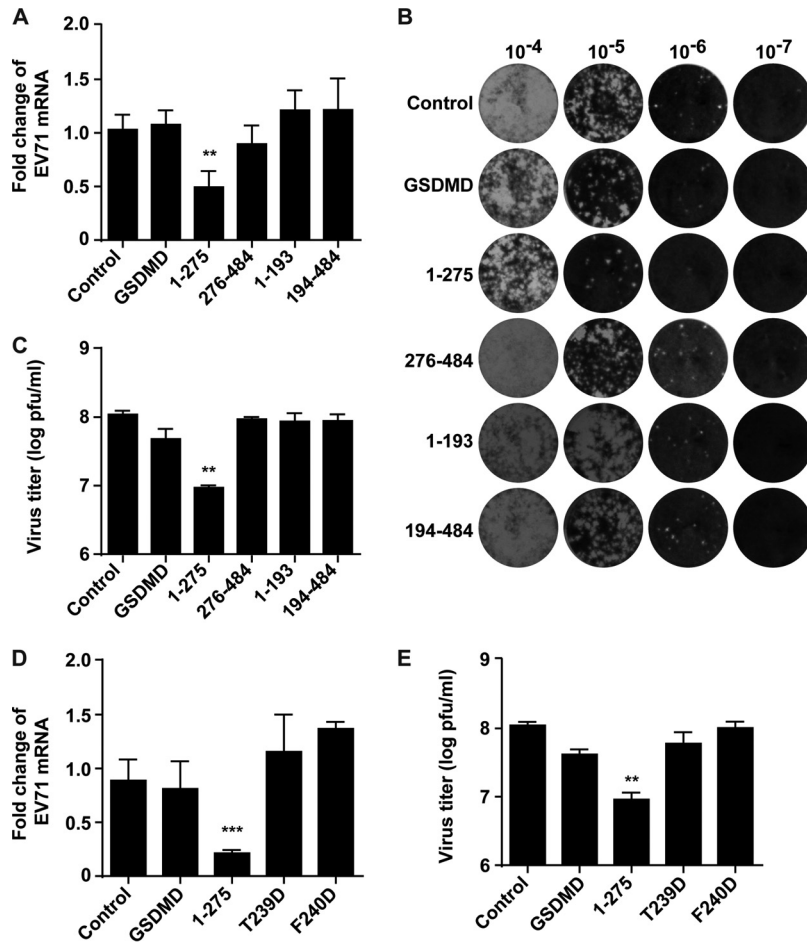 A
Fold change of
EV71 mRNA
2.0
1.5
1.0
0.5
0
**
Control
GSDMD
1-275
276-484
1-193
194-484
B
10-4
10-5
10-6
10-7
Control
GSDMD
1-275
276-484
1-193
194-484
C
Virus titer (log pfu/ml)
9
8
7
6
**
Control
GSDMD
1-275
276-484
1-193
194-484
D
Fold change of
EV71 mRNA
2.0
1.5
1.0
0.5
0
***
Control
GSDMD
1-275
T239D
F240D
E
Virus titer (log pfu/ml)
9
8
7
6
**
Control
GSDMD
1-275
T239D
F240D